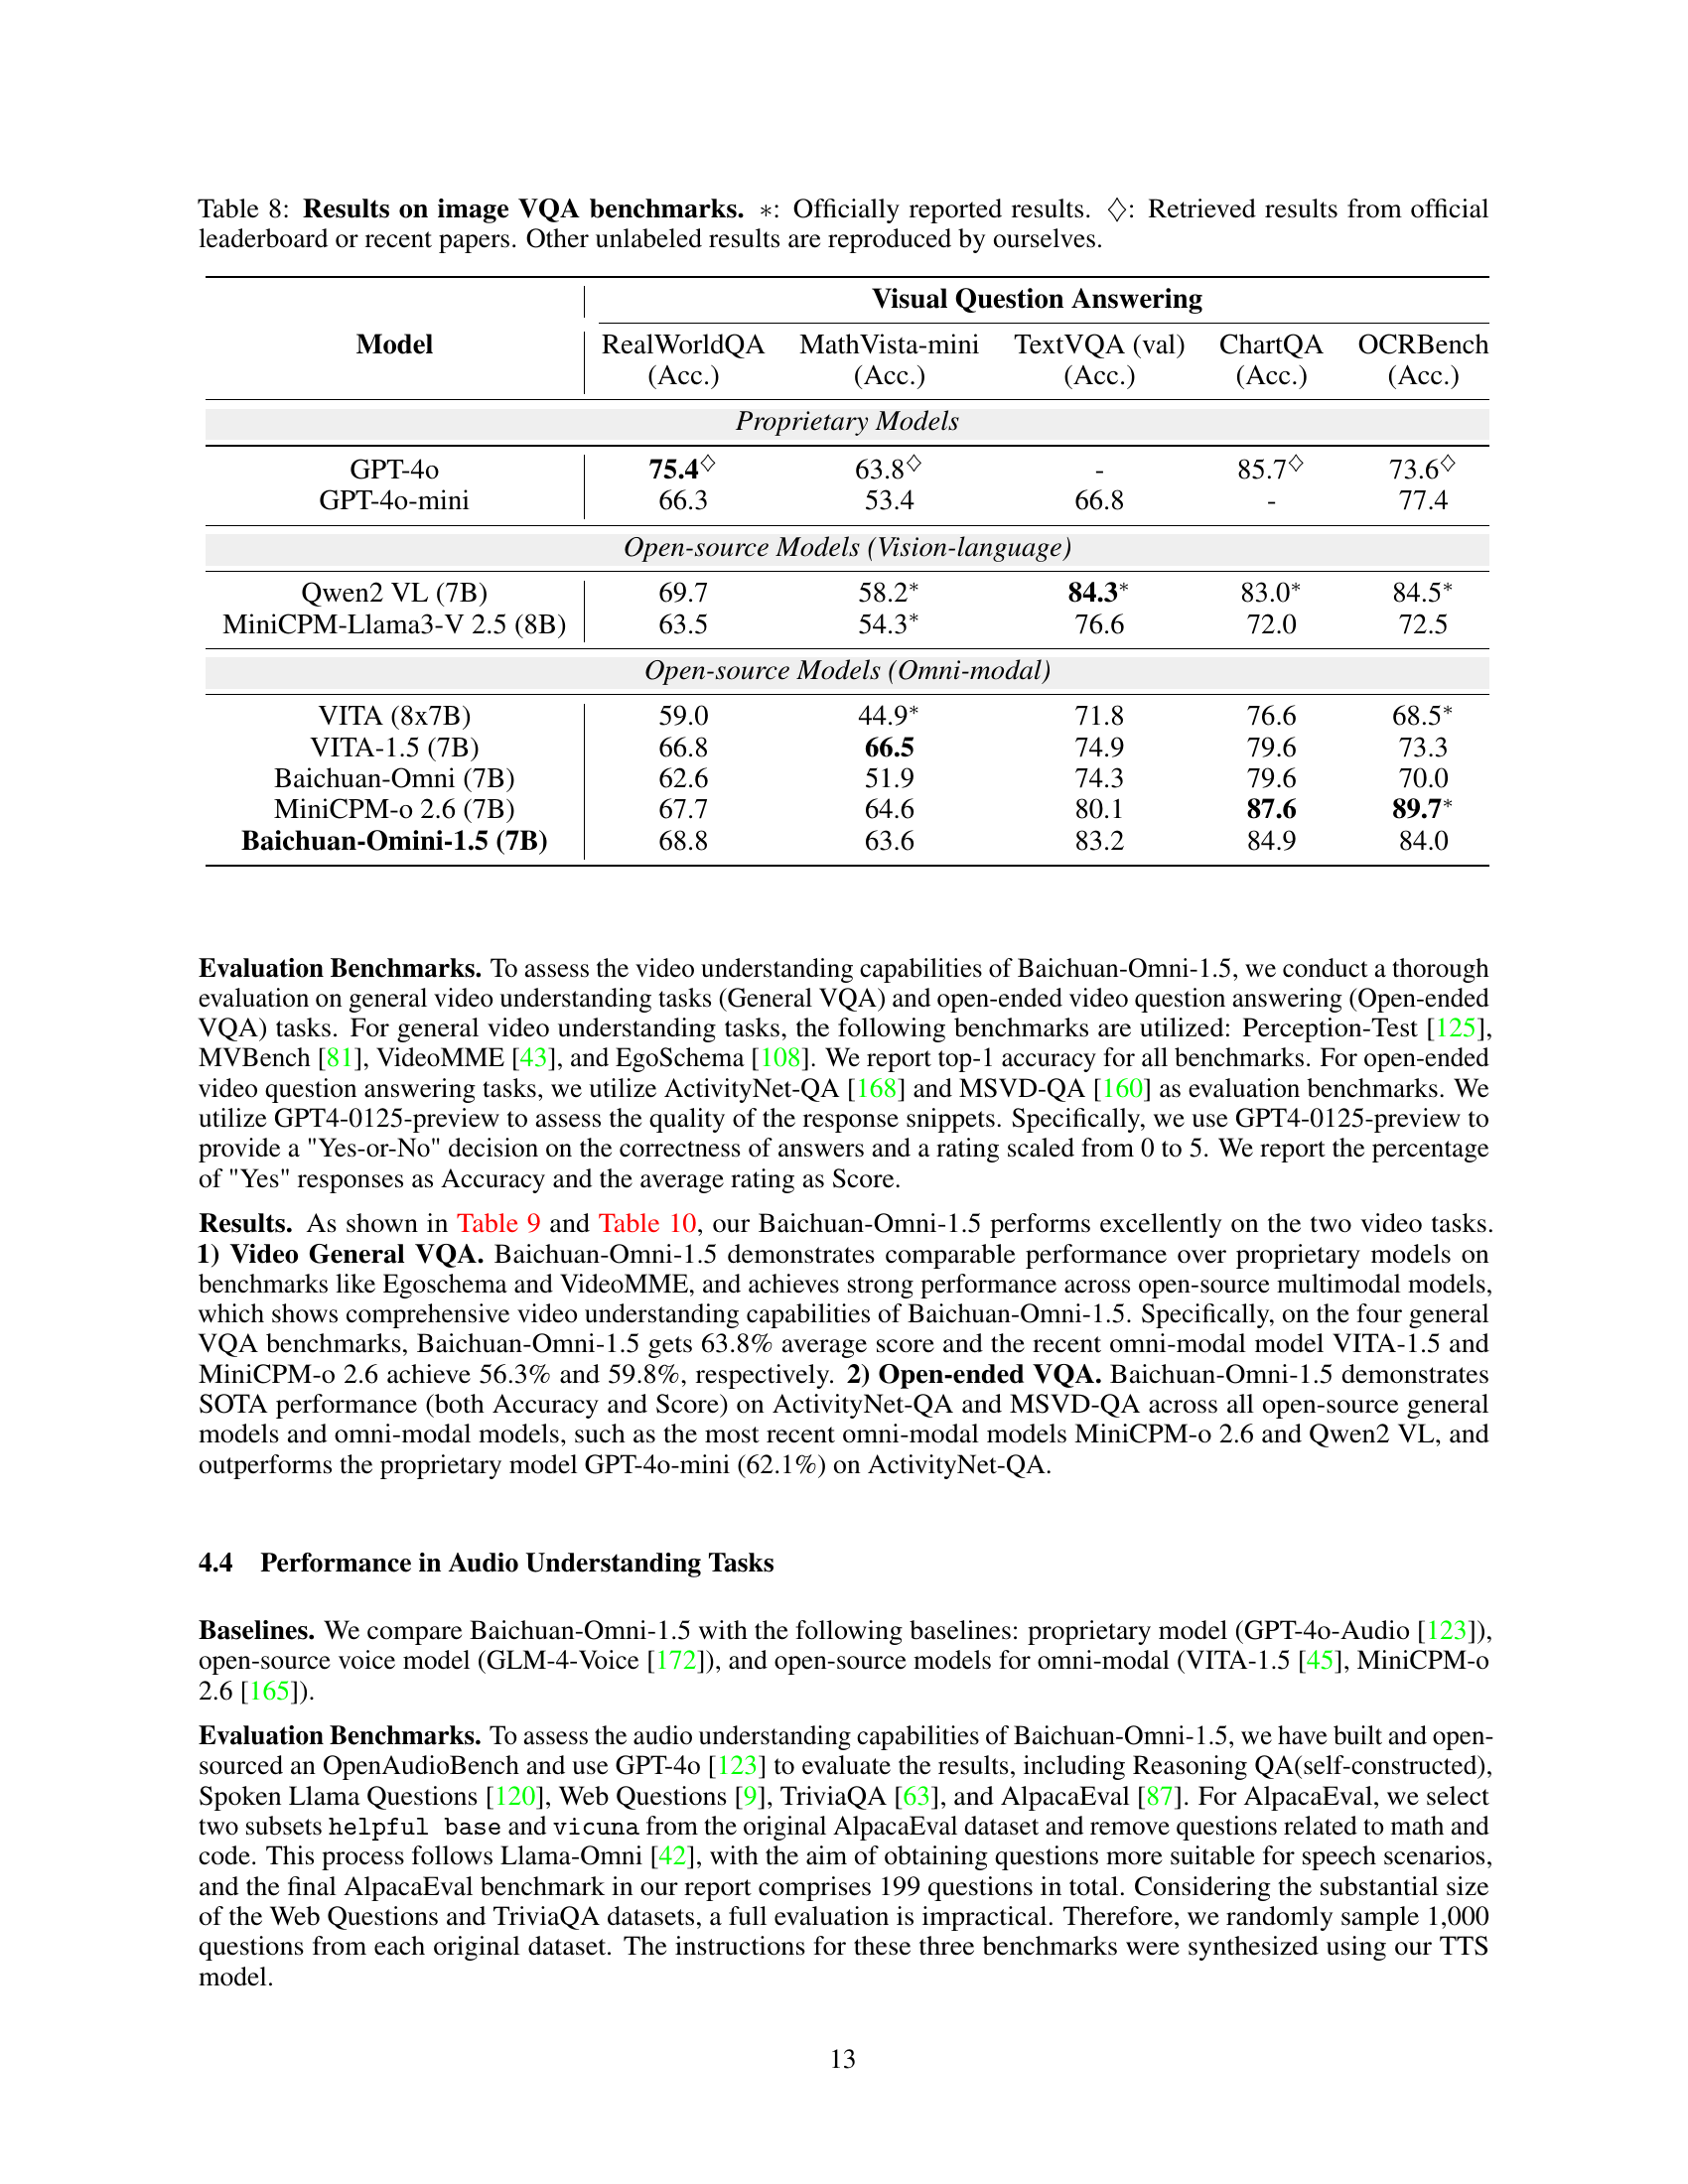 Table 8: Results on image VQA benchmarks. ∗: Officially reported results. ♢: Retrieved results from official
leaderboard or recent papers. Other unlabeled results are reproduced by ourselves.
Visual Question Answering
Model RealWorldQA MathVista-mini TextVQA (val) ChartQA OCRBench
(Acc.) (Acc.) (Acc.) (Acc.) (Acc.)
Proprietary Models
GPT-4o 75.4♢ 63.8♢ - 85.7♢ 73.6♢
GPT-4o-mini 66.3 53.4 66.8 - 77.4
Open-source Models (Vision-language)
Qwen2 VL (7B) 69.7 58.2∗ 84.3∗ 83.0∗ 84.5∗
MiniCPM-Llama3-V 2.5 (8B) 63.5 54.3∗ 76.6 72.0 72.5
Open-source Models (Omni-modal)
VITA (8x7B) 59.0 44.9∗ 71.8 76.6 68.5∗
VITA-1.5 (7B) 66.8 66.5 74.9 79.6 73.3
Baichuan-Omni (7B) 62.6 51.9 74.3 79.6 70.0
MiniCPM-o 2.6 (7B) 67.7 64.6 80.1 87.6 89.7∗
Baichuan-Omini-1.5 (7B) 68.8 63.6 83.2 84.9 84.0
Evaluation Benchmarks. To assess the video understanding capabilities of Baichuan-Omni-1.5, we conduct a thorough
evaluation on general video understanding tasks (General VQA) and open-ended video question answering (Open-ended
VQA) tasks. For general video understanding tasks, the following benchmarks are utilized: Perception-Test [125],
MVBench [81], VideoMME [43], and EgoSchema [108]. We report top-1 accuracy for all benchmarks. For open-ended
video question answering tasks, we utilize ActivityNet-QA [168] and MSVD-QA [160] as evaluation benchmarks. We
utilize GPT4-0125-preview to assess the quality of the response snippets. Specifically, we use GPT4-0125-preview to
provide a "Yes-or-No" decision on the correctness of answers and a rating scaled from 0 to 5. We report the percentage
of "Yes" responses as Accuracy and the average rating as Score.
Results. As shown in Table 9 and Table 10, our Baichuan-Omni-1.5 performs excellently on the two video tasks.
1) Video General VQA. Baichuan-Omni-1.5 demonstrates comparable performance over proprietary models on
benchmarks like Egoschema and VideoMME, and achieves strong performance across open-source multimodal models,
which shows comprehensive video understanding capabilities of Baichuan-Omni-1.5. Specifically, on the four general
VQA benchmarks, Baichuan-Omni-1.5 gets 63.8% average score and the recent omni-modal model VITA-1.5 and
MiniCPM-o 2.6 achieve 56.3% and 59.8%, respectively. 2) Open-ended VQA. Baichuan-Omni-1.5 demonstrates
SOTA performance (both Accuracy and Score) on ActivityNet-QA and MSVD-QA across all open-source general
models and omni-modal models, such as the most recent omni-modal models MiniCPM-o 2.6 and Qwen2 VL, and
outperforms the proprietary model GPT-4o-mini (62.1%) on ActivityNet-QA.
4.4 Performance in Audio Understanding Tasks
Baselines. We compare Baichuan-Omni-1.5 with the following baselines: proprietary model (GPT-4o-Audio [123]),
open-source voice model (GLM-4-Voice [172]), and open-source models for omni-modal (VITA-1.5 [45], MiniCPM-o
2.6 [165]).
Evaluation Benchmarks. To assess the audio understanding capabilities of Baichuan-Omni-1.5, we have built and open-
sourced an OpenAudioBench and use GPT-4o [123] to evaluate the results, including Reasoning QA(self-constructed),
Spoken Llama Questions [120], Web Questions [9], TriviaQA [63], and AlpacaEval [87]. For AlpacaEval, we select
two subsets helpful base and vicuna from the original AlpacaEval dataset and remove questions related to math and
code. This process follows Llama-Omni [42], with the aim of obtaining questions more suitable for speech scenarios,
and the final AlpacaEval benchmark in our report comprises 199 questions in total. Considering the substantial size
of the Web Questions and TriviaQA datasets, a full evaluation is impractical. Therefore, we randomly sample 1,000
questions from each original dataset. The instructions for these three benchmarks were synthesized using our TTS
model.
13